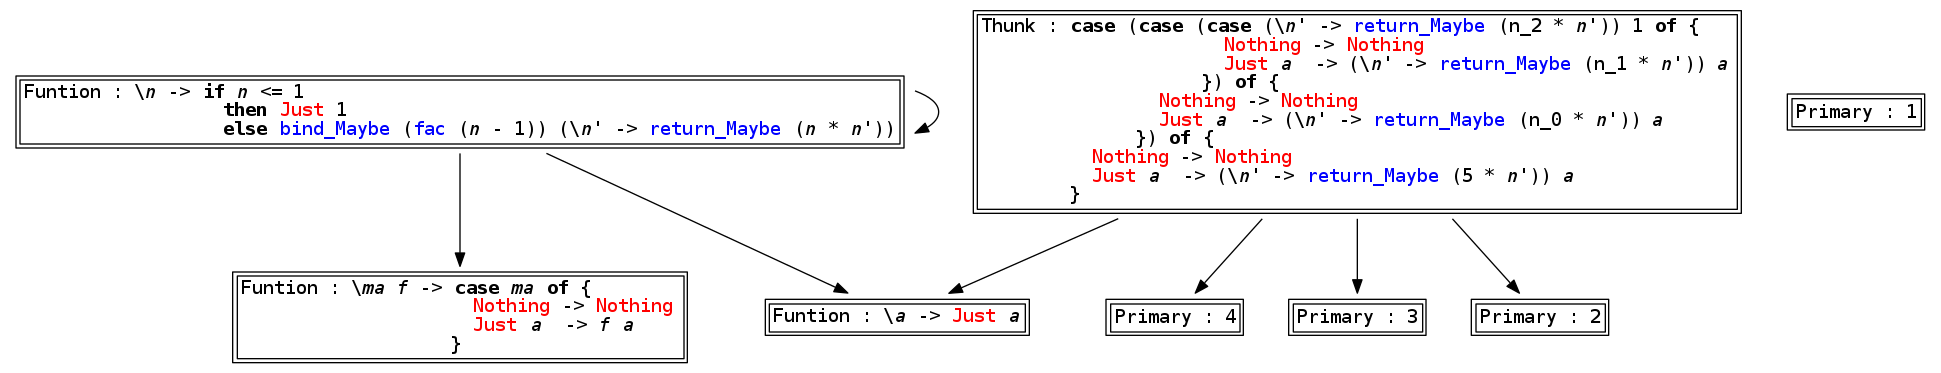 Funtion : \n -> if n <= 1
then Just 1
else bind_Maybe (fac (n - 1)) (\n' -> return_Maybe (n * n'))
Thunk : case (case (case (\n' -> return_Maybe (n_2 * n')) 1 of {
Nothing -> Nothing
Just a  -> (\n' -> return_Maybe (n_1 * n')) a
}) of {
Nothing -> Nothing
Just a  -> (\n' -> return_Maybe (n_0 * n')) a
}) of {
Nothing -> Nothing
Just a  -> (\n' -> return_Maybe (5 * n')) a
}
Primary : 1
Funtion : \ma f -> case ma of {
Nothing -> Nothing
Just a  -> f a
}
Funtion : \a -> Just a
Primary : 4
Primary : 3
Primary : 2